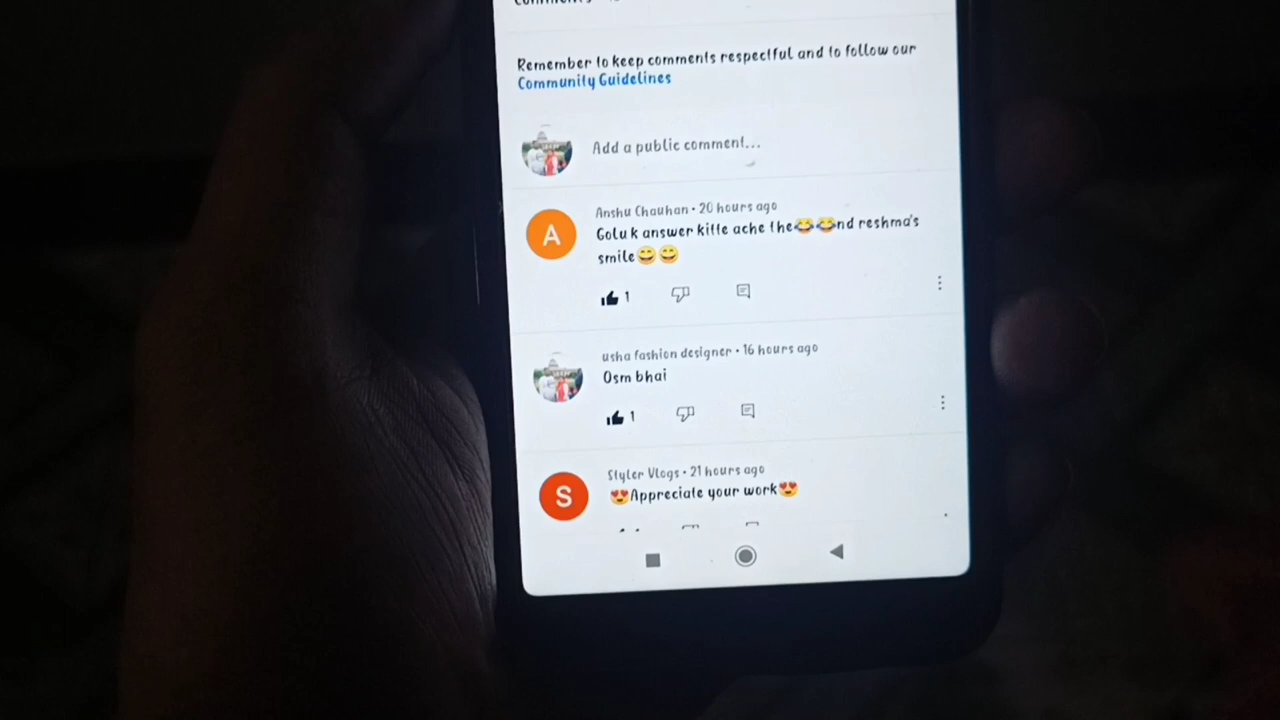 Remember to keep comments respectful and to follow our
Community Guidelines
Add a public comment...
Anshu Chauhan • 20 hours ago
A
Golu k answer kitte ache the😂😂nd reshma's
smile😄😄
1
usha fashion designer • 16 hours ago
Osm bhai
1
Styler Vlogs • 21 hours ago
S
😍Appreciate your work😍